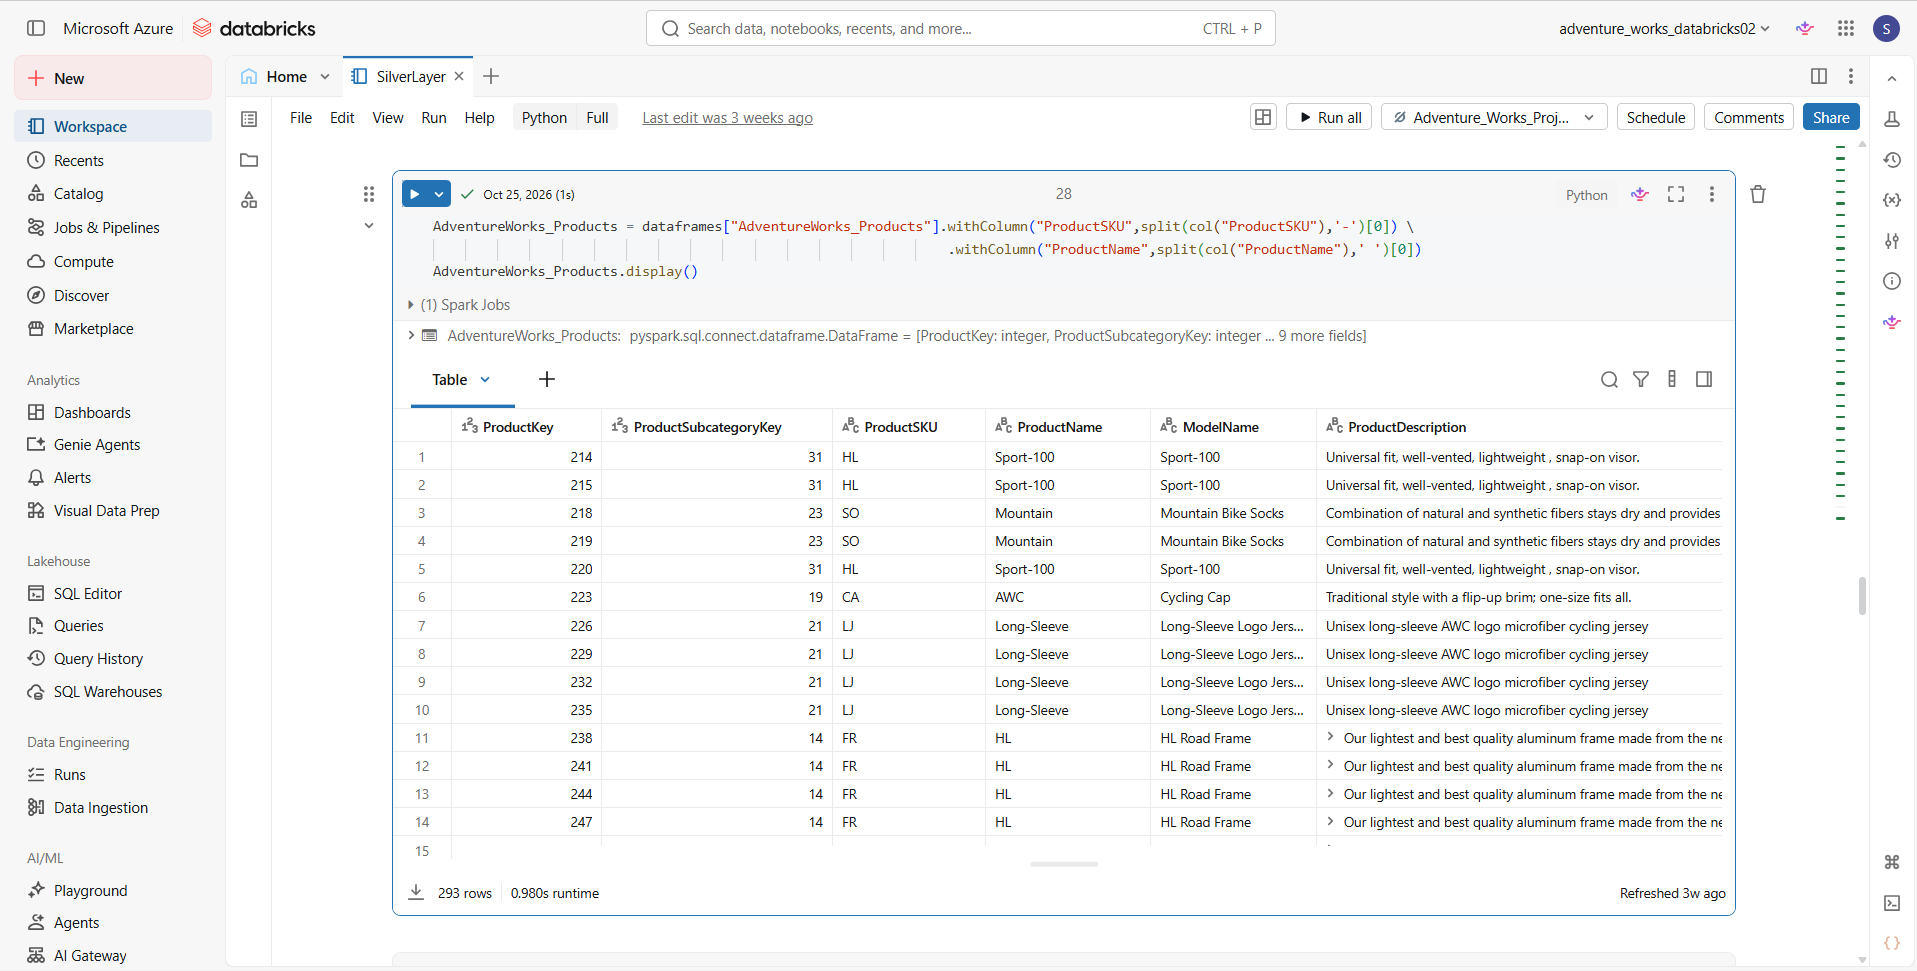 Microsoft Azure databricks
Search data, notebooks, recents, and more... CTRL + P
adventure_works_databricks02 S
New
Workspace
Recents
Catalog
Jobs & Pipelines
Compute
Discover
Marketplace
Analytics
Dashboards
Genie Agents
Alerts
Visual Data Prep
Lakehouse
SQL Editor
Queries
Query History
SQL Warehouses
Data Engineering
Runs
Data Ingestion
AI/ML
Playground
Agents
AI Gateway
Home SilverLayer
File Edit View Run Help Python Full Last edit was 3 weeks ago
Run all Adventure_Works_Proj... Schedule Comments Share
Oct 25, 2026 (1s) 28 Python
AdventureWorks_Products = dataframes["AdventureWorks_Products"].withColumn("ProductSKU",split(col("ProductSKU"),'-')[0]) \
.withColumn("ProductName",split(col("ProductName"),' ')[0])
AdventureWorks_Products.display()
(1) Spark Jobs
AdventureWorks_Products: pyspark.sql.connect.dataframe.DataFrame = [ProductKey: integer, ProductSubcategoryKey: integer ... 9 more fields]
Table
ProductKey ProductSubcategoryKey ProductSKU ProductName ModelName ProductDescription
1 214 31 HL Sport-100 Sport-100 Universal fit, well-vented, lightweight , snap-on visor.
2 215 31 HL Sport-100 Sport-100 Universal fit, well-vented, lightweight , snap-on visor.
3 218 23 SO Mountain Mountain Bike Socks Combination of natural and synthetic fibers stays dry and provides
4 219 23 SO Mountain Mountain Bike Socks Combination of natural and synthetic fibers stays dry and provides
5 220 31 HL Sport-100 Sport-100 Universal fit, well-vented, lightweight , snap-on visor.
6 223 19 CA AWC Cycling Cap Traditional style with a flip-up brim; one-size fits all.
7 226 21 LJ Long-Sleeve Long-Sleeve Logo Jers... Unisex long-sleeve AWC logo microfiber cycling jersey
8 229 21 LJ Long-Sleeve Long-Sleeve Logo Jers... Unisex long-sleeve AWC logo microfiber cycling jersey
9 232 21 LJ Long-Sleeve Long-Sleeve Logo Jers... Unisex long-sleeve AWC logo microfiber cycling jersey
10 235 21 LJ Long-Sleeve Long-Sleeve Logo Jers... Unisex long-sleeve AWC logo microfiber cycling jersey
11 238 14 FR HL HL Road Frame Our lightest and best quality aluminum frame made from the ne
12 241 14 FR HL HL Road Frame Our lightest and best quality aluminum frame made from the ne
13 244 14 FR HL HL Road Frame Our lightest and best quality aluminum frame made from the ne
14 247 14 FR HL HL Road Frame Our lightest and best quality aluminum frame made from the ne
15
293 rows 0.980s runtime Refreshed 3w ago